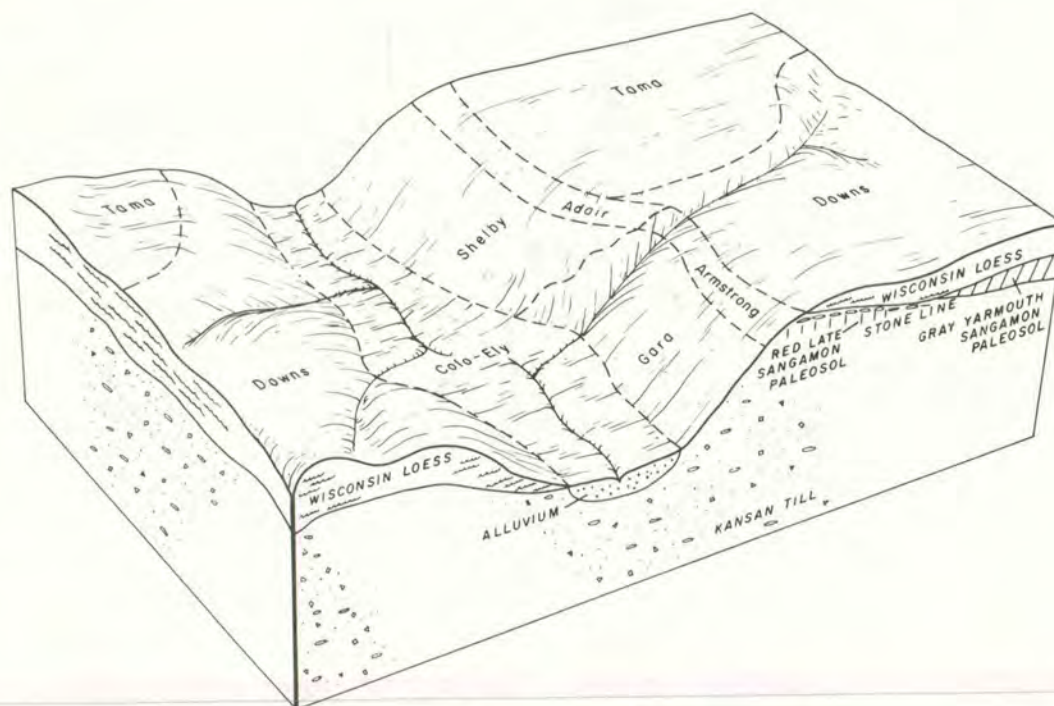 Tama
Tama
Downs
Adair
Shelby
Armstrong
WISCONSIN LOESS
STONE LINE
RED LATE
SANGAMON
PALEOSOL
GRAY YARMOUTH
SANGAMON
PALEOSOL
Gara
Colo-Ely
Downs
WISCONSIN LOESS
ALLUVIUM
KANSAN TILL